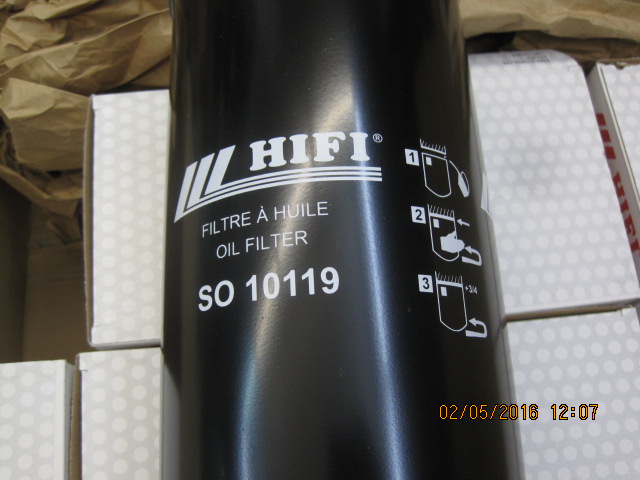 HIFI®
FILTRE À HUILE
OIL FILTER
SO 10119
1
2
3
+3/4
02/05/2016 12:07